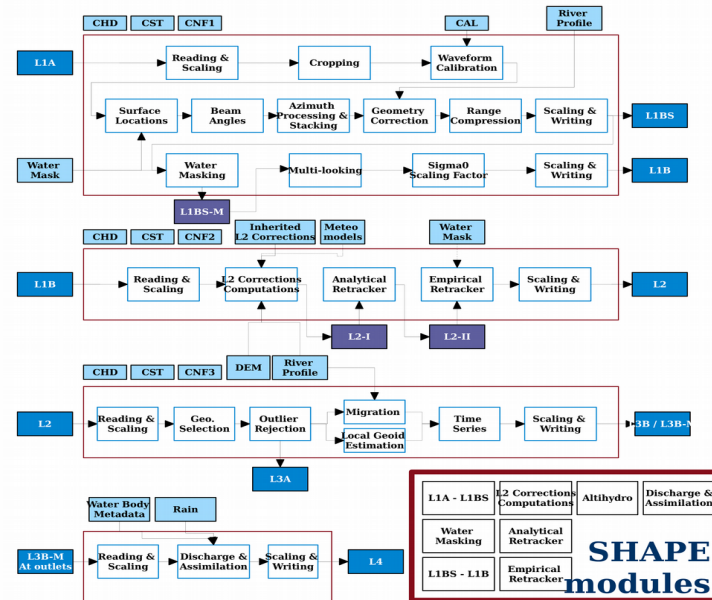 CHD CST CNF1 CAL River
Profile
L1A Reading &
Scaling Cropping Waveform
Calibration
Surface
Locations Beam
Angles Azimuth
Processing &
Stacking Geometry
Correction Range
Compression Scaling &
Writing L1BS
Water
Mask Water
Masking Multi-looking Sigma0
Scaling Factor Scaling &
Writing L1B
L1BS-M
CHD CST CNF2 Inherited
L2 Corrections Meteo
models Water
Mask
L1B Reading &
Scaling L2 Corrections
Computations Analytical
Retracker Empirical
Retracker Scaling &
Writing L2
L2-I L2-II
CHD CST CNF3 DEM River
Profile
L2 Reading &
Scaling Geo.
Selection Outlier
Rejection Migration
Local Geoid
Estimation Time
Series Scaling &
Writing 3B / L3B-M
L3A
Water Body
Metadata Rain
L3B-M
At outlets Reading &
Scaling Discharge &
Assimilation Scaling &
Writing L4
L1A - L1BS L2 Corrections
Computations Altihydro Discharge &
Assimilation
Water
Masking Analytical
Retracker
L1BS - L1B Empirical
Retracker
SHAPE
modules